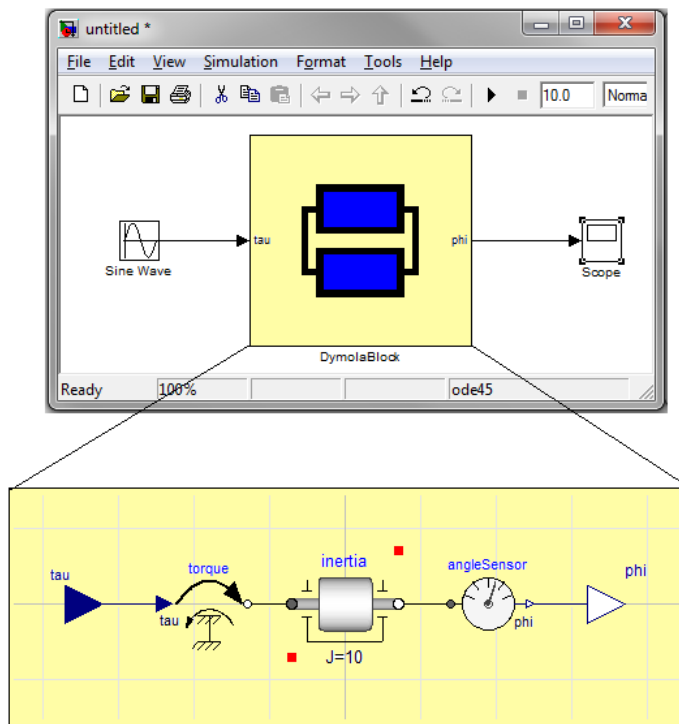 untitled *
File Edit View Simulation Format Tools Help
10.0 Norma
tau phi
Sine Wave Scope
DymolaBlock
Ready 100% ode45
inertia
torque angleSensor
tau phi
tau phi
J=10